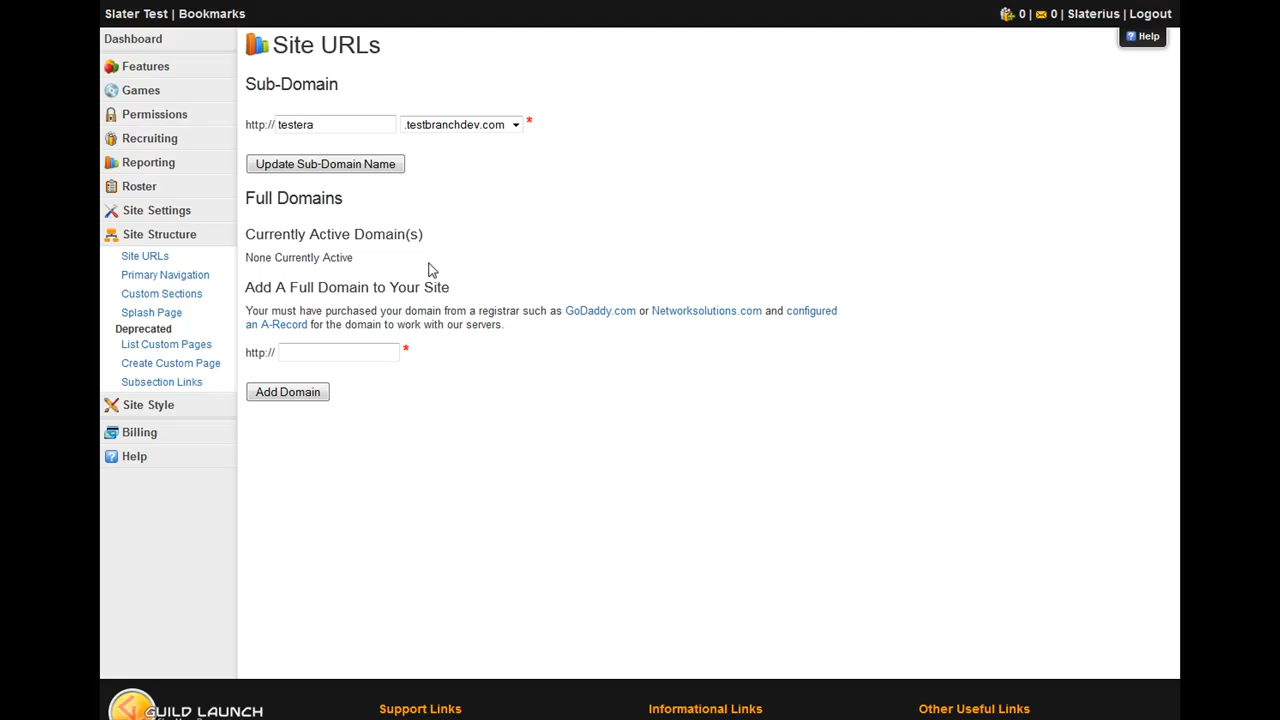 Slater Test | Bookmarks
0 | 0 | Slaterius | Logout
Help
Dashboard
Features
Games
Permissions
Recruiting
Reporting
Roster
Site Settings
Site Structure
Site URLs
Primary Navigation
Custom Sections
Splash Page
Deprecated
List Custom Pages
Create Custom Page
Subsection Links
Site Style
Billing
Help
Site URLs
Sub-Domain
http:// testera .testbranchdev.com *
Update Sub-Domain Name
Full Domains
Currently Active Domain(s)
None Currently Active
Add A Full Domain to Your Site
Your must have purchased your domain from a registrar such as GoDaddy.com or Networksolutions.com and configured
an A-Record for the domain to work with our servers.
http:// *
Add Domain
GUILD LAUNCH
Support Links
Informational Links
Other Useful Links